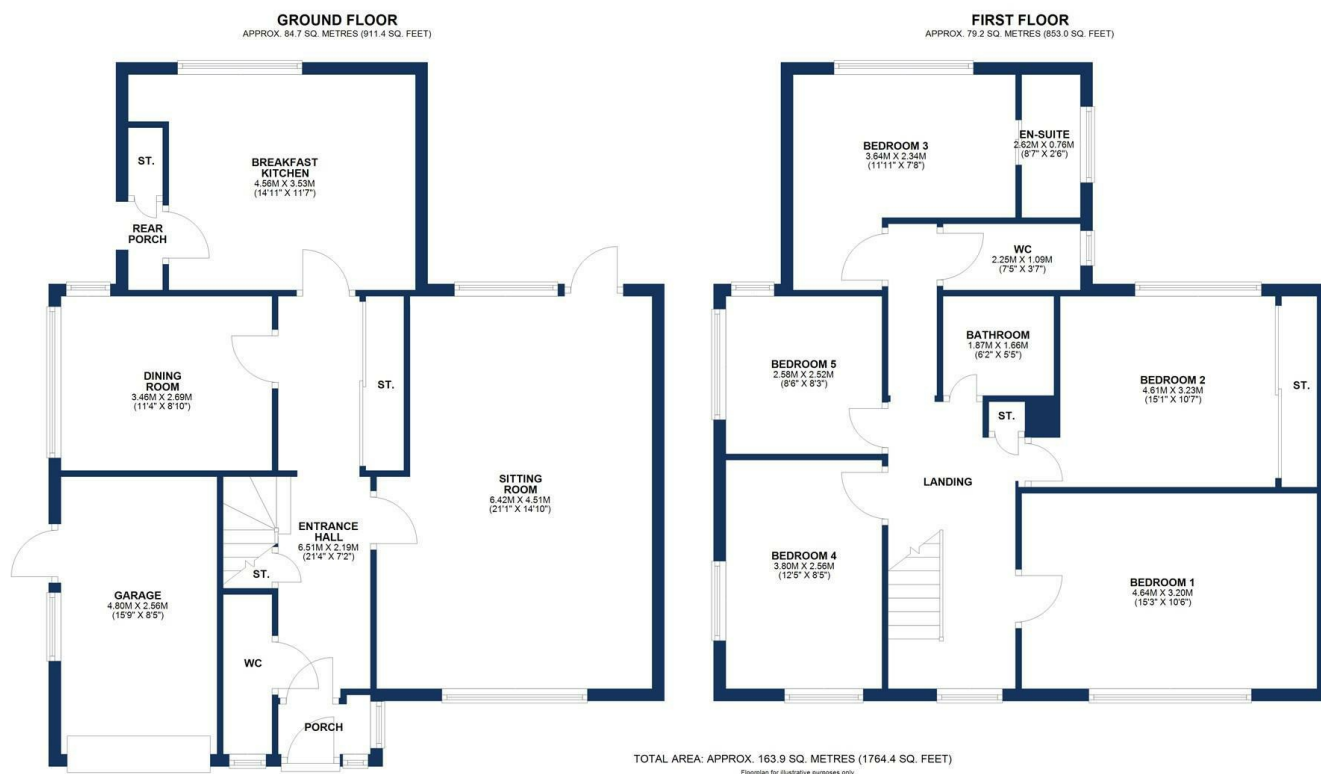 GROUND FLOOR
APPROX. 84.7 SQ. METRES (911.4 SQ. FEET)
ST.
BREAKFAST
KITCHEN
4.56M X 3.53M
(14'11" X 11'7")
REAR
PORCH
DINING
ROOM
3.46M X 2.69M
(11'4" X 8'10")
ST.
SITTING
ROOM
6.42M X 4.51M
(21'1" X 14'10")
ENTRANCE
HALL
6.51M X 2.19M
(21'4" X 7'2")
ST.
GARAGE
4.80M X 2.56M
(15'9" X 8'5")
WC
PORCH
FIRST FLOOR
APPROX. 79.2 SQ. METRES (853.0 SQ. FEET)
BEDROOM 3
3.64M X 2.34M
(11'11" X 7'8")
EN-SUITE
2.62M X 0.76M
(8'7" X 2'6")
WC
2.25M X 1.09M
(7'5" X 3'7")
BATHROOM
1.87M X 1.66M
(6'2" X 5'5")
BEDROOM 5
2.58M X 2.52M
(8'6" X 8'3")
BEDROOM 2
4.61M X 3.23M
(15'1" X 10'7")
ST.
ST.
LANDING
BEDROOM 4
3.80M X 2.56M
(12'5" X 8'5")
BEDROOM 1
4.64M X 3.20M
(15'3" X 10'6")
TOTAL AREA: APPROX. 163.9 SQ. METRES (1764.4 SQ. FEET)
Floorplan for illustrative purposes only